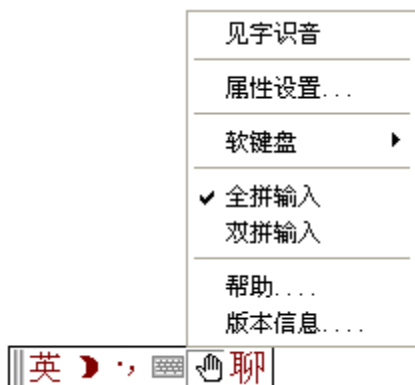 见字识音
属性设置...
软键盘
全拼输入
双拼输入
帮助....
版本信息....
英 聊